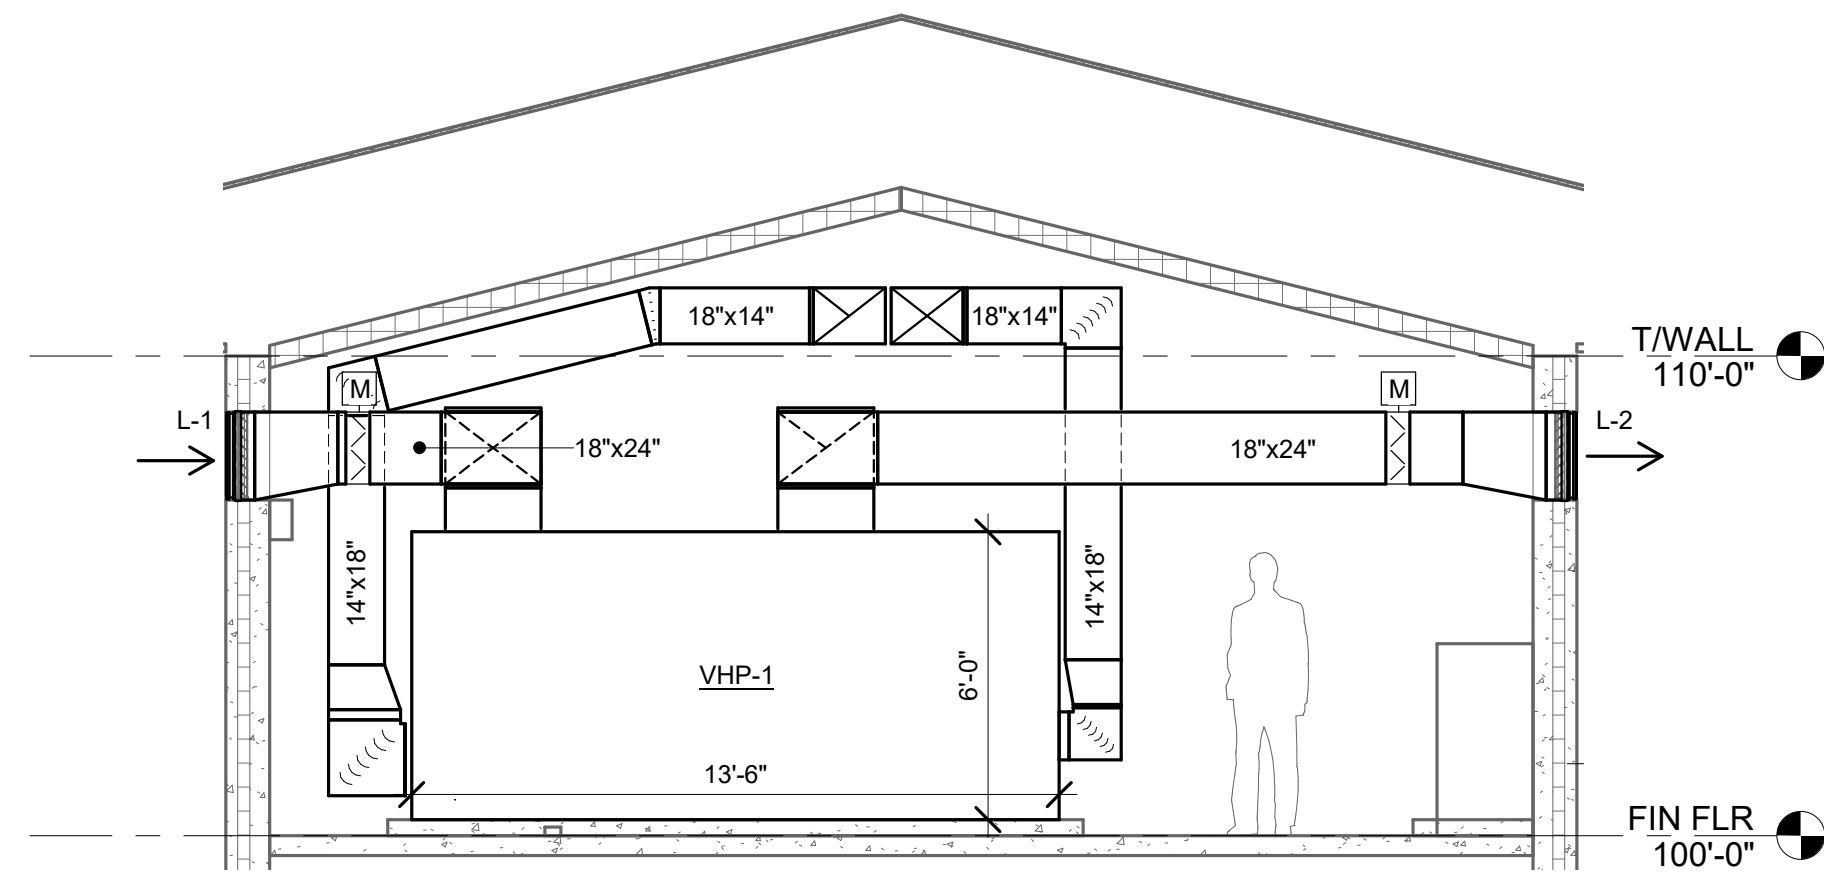 18"x14"
18"x14"
T/WALL
110'-0"
M
M
L-1
L-2
18"x24"
18"x24"
14"x18"
14"x18"
VHP-1
6'-0"
13'-6"
FIN FLR
100'-0"